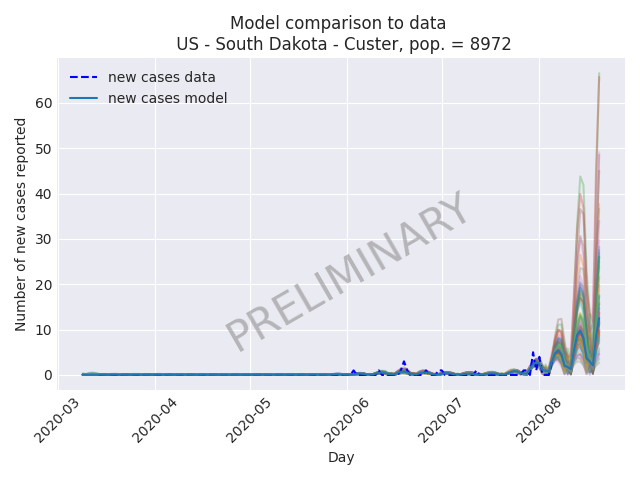 Model comparison to data
US - South Dakota - Custer, pop. = 8972
new cases data
new cases model
Number of new cases reported
60
50
40
30
20
10
0
PRELIMINARY
2020-03
2020-04
2020-05
2020-06
2020-07
2020-08
Day